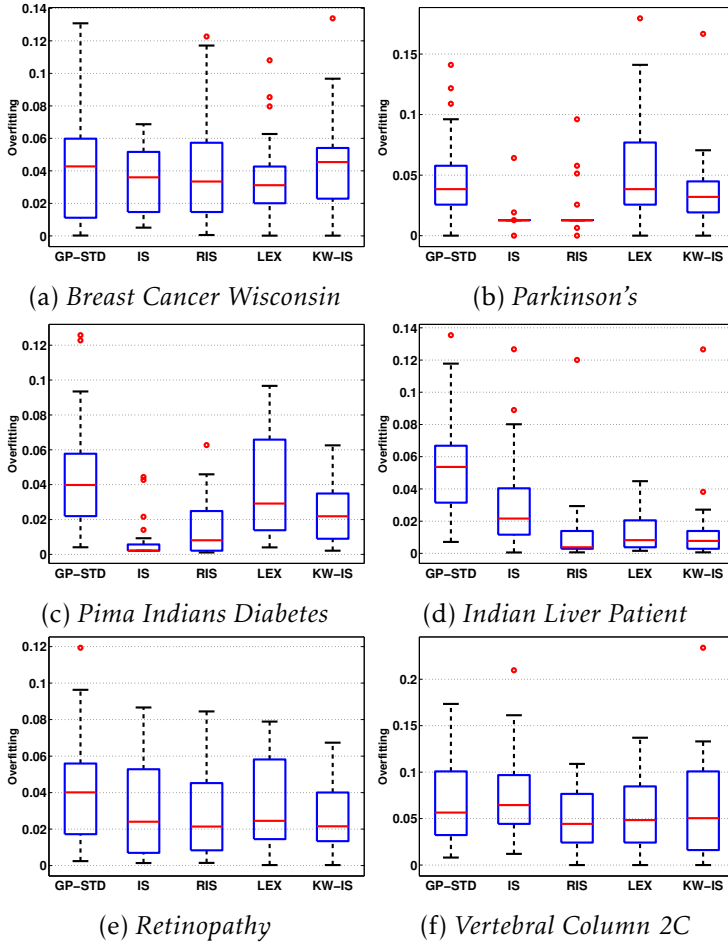 0.14
0.12
0.1
0.08
0.06
0.04
0.02
0
Overfitting
GP−STD IS RIS LEX KW−IS
(a) Breast Cancer Wisconsin
0.15
0.1
0.05
0
Overfitting
GP−STD IS RIS LEX KW−IS
(b) Parkinson's
0.12
0.1
0.08
0.06
0.04
0.02
0
Overfitting
GP−STD IS RIS LEX KW−IS
(c) Pima Indians Diabetes
0.14
0.12
0.1
0.08
0.06
0.04
0.02
0
Overfitting
GP−STD IS RIS LEX KW−IS
(d) Indian Liver Patient
0.12
0.1
0.08
0.06
0.04
0.02
0
Overfitting
GP−STD IS RIS LEX KW−IS
(e) Retinopathy
0.2
0.15
0.1
0.05
0
Overfitting
GP−STD IS RIS LEX KW−IS
(f) Vertebral Column 2C